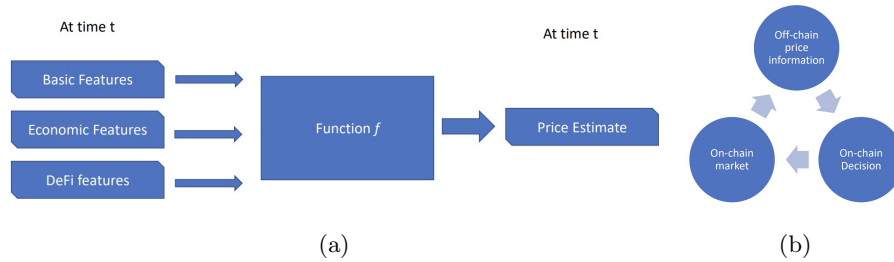 At time t
At time t
Basic Features
Economic Features
DeFi features
Function f
Price Estimate
Off-chain
price
information
On-chain
market
On-chain
Decision
(a)
(b)